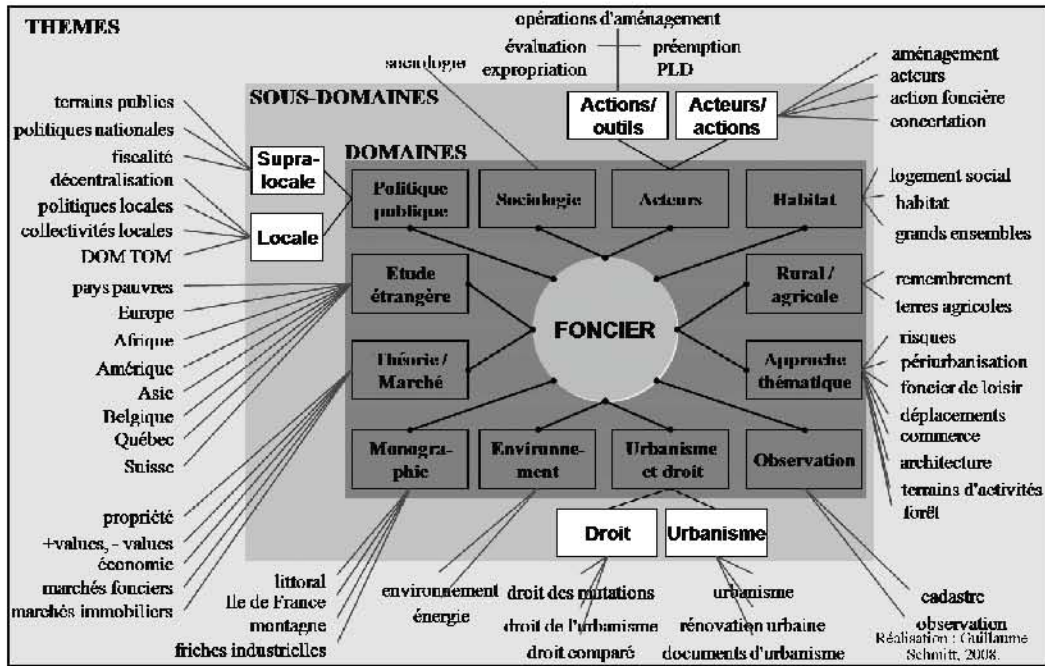 THEMES
opérations d'aménagement
évaluation
préemption
expropriation
PLD
sociologie
aménagement
acteurs
action foncière
concertation
SOUS-DOMAINES
Actions/
outils
Acteurs/
actions
terrains publics
politiques nationales
fiscalité
décentralisation
politiques locales
collectivités locales
DOM TOM
Supra-
locale
Locale
DOMAINES
Politique
publique
Sociologie
Acteurs
Habitat
logement social
habitat
grands ensembles
pays pauvres
Europe
Afrique
Amérique
Asie
Belgique
Québec
Suisse
Etude
étrangère
FONCIER
Rural /
agricole
remembrement
terres agricoles
Théorie /
Marché
Approche
thématique
risques
périurbanisation
foncier de loisir
déplacements
commerce
architecture
terrains d'activités
forêt
Monogra-
phie
Environne-
ment
Urbanisme
et droit
Observation
propriété
+values, - values
économie
marchés fonciers
marchés immobiliers
Droit
Urbanisme
littoral
Ile de France
montagne
friches industrielles
environnement
énergie
droit des mutations
droit de l'urbanisme
droit comparé
urbanisme
rénovation urbaine
documents d'urbanisme
cadastre
observation
Réalisation : Guillaume
Schmitt, 2008.